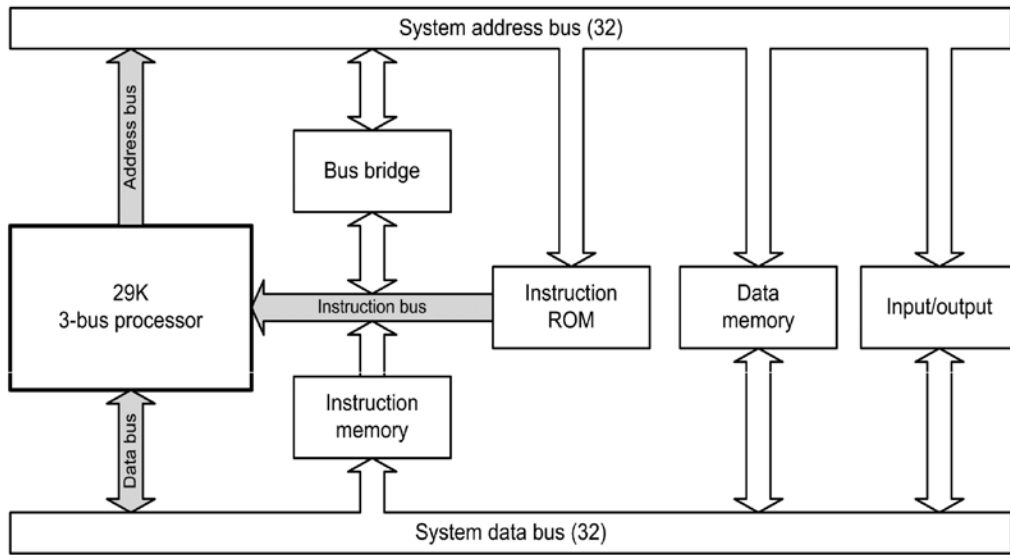 System address bus (32)
Address bus
Bus bridge
29K
3-bus processor
Instruction bus
Instruction
ROM
Data
memory
Input/output
Instruction
memory
Data bus
System data bus (32)